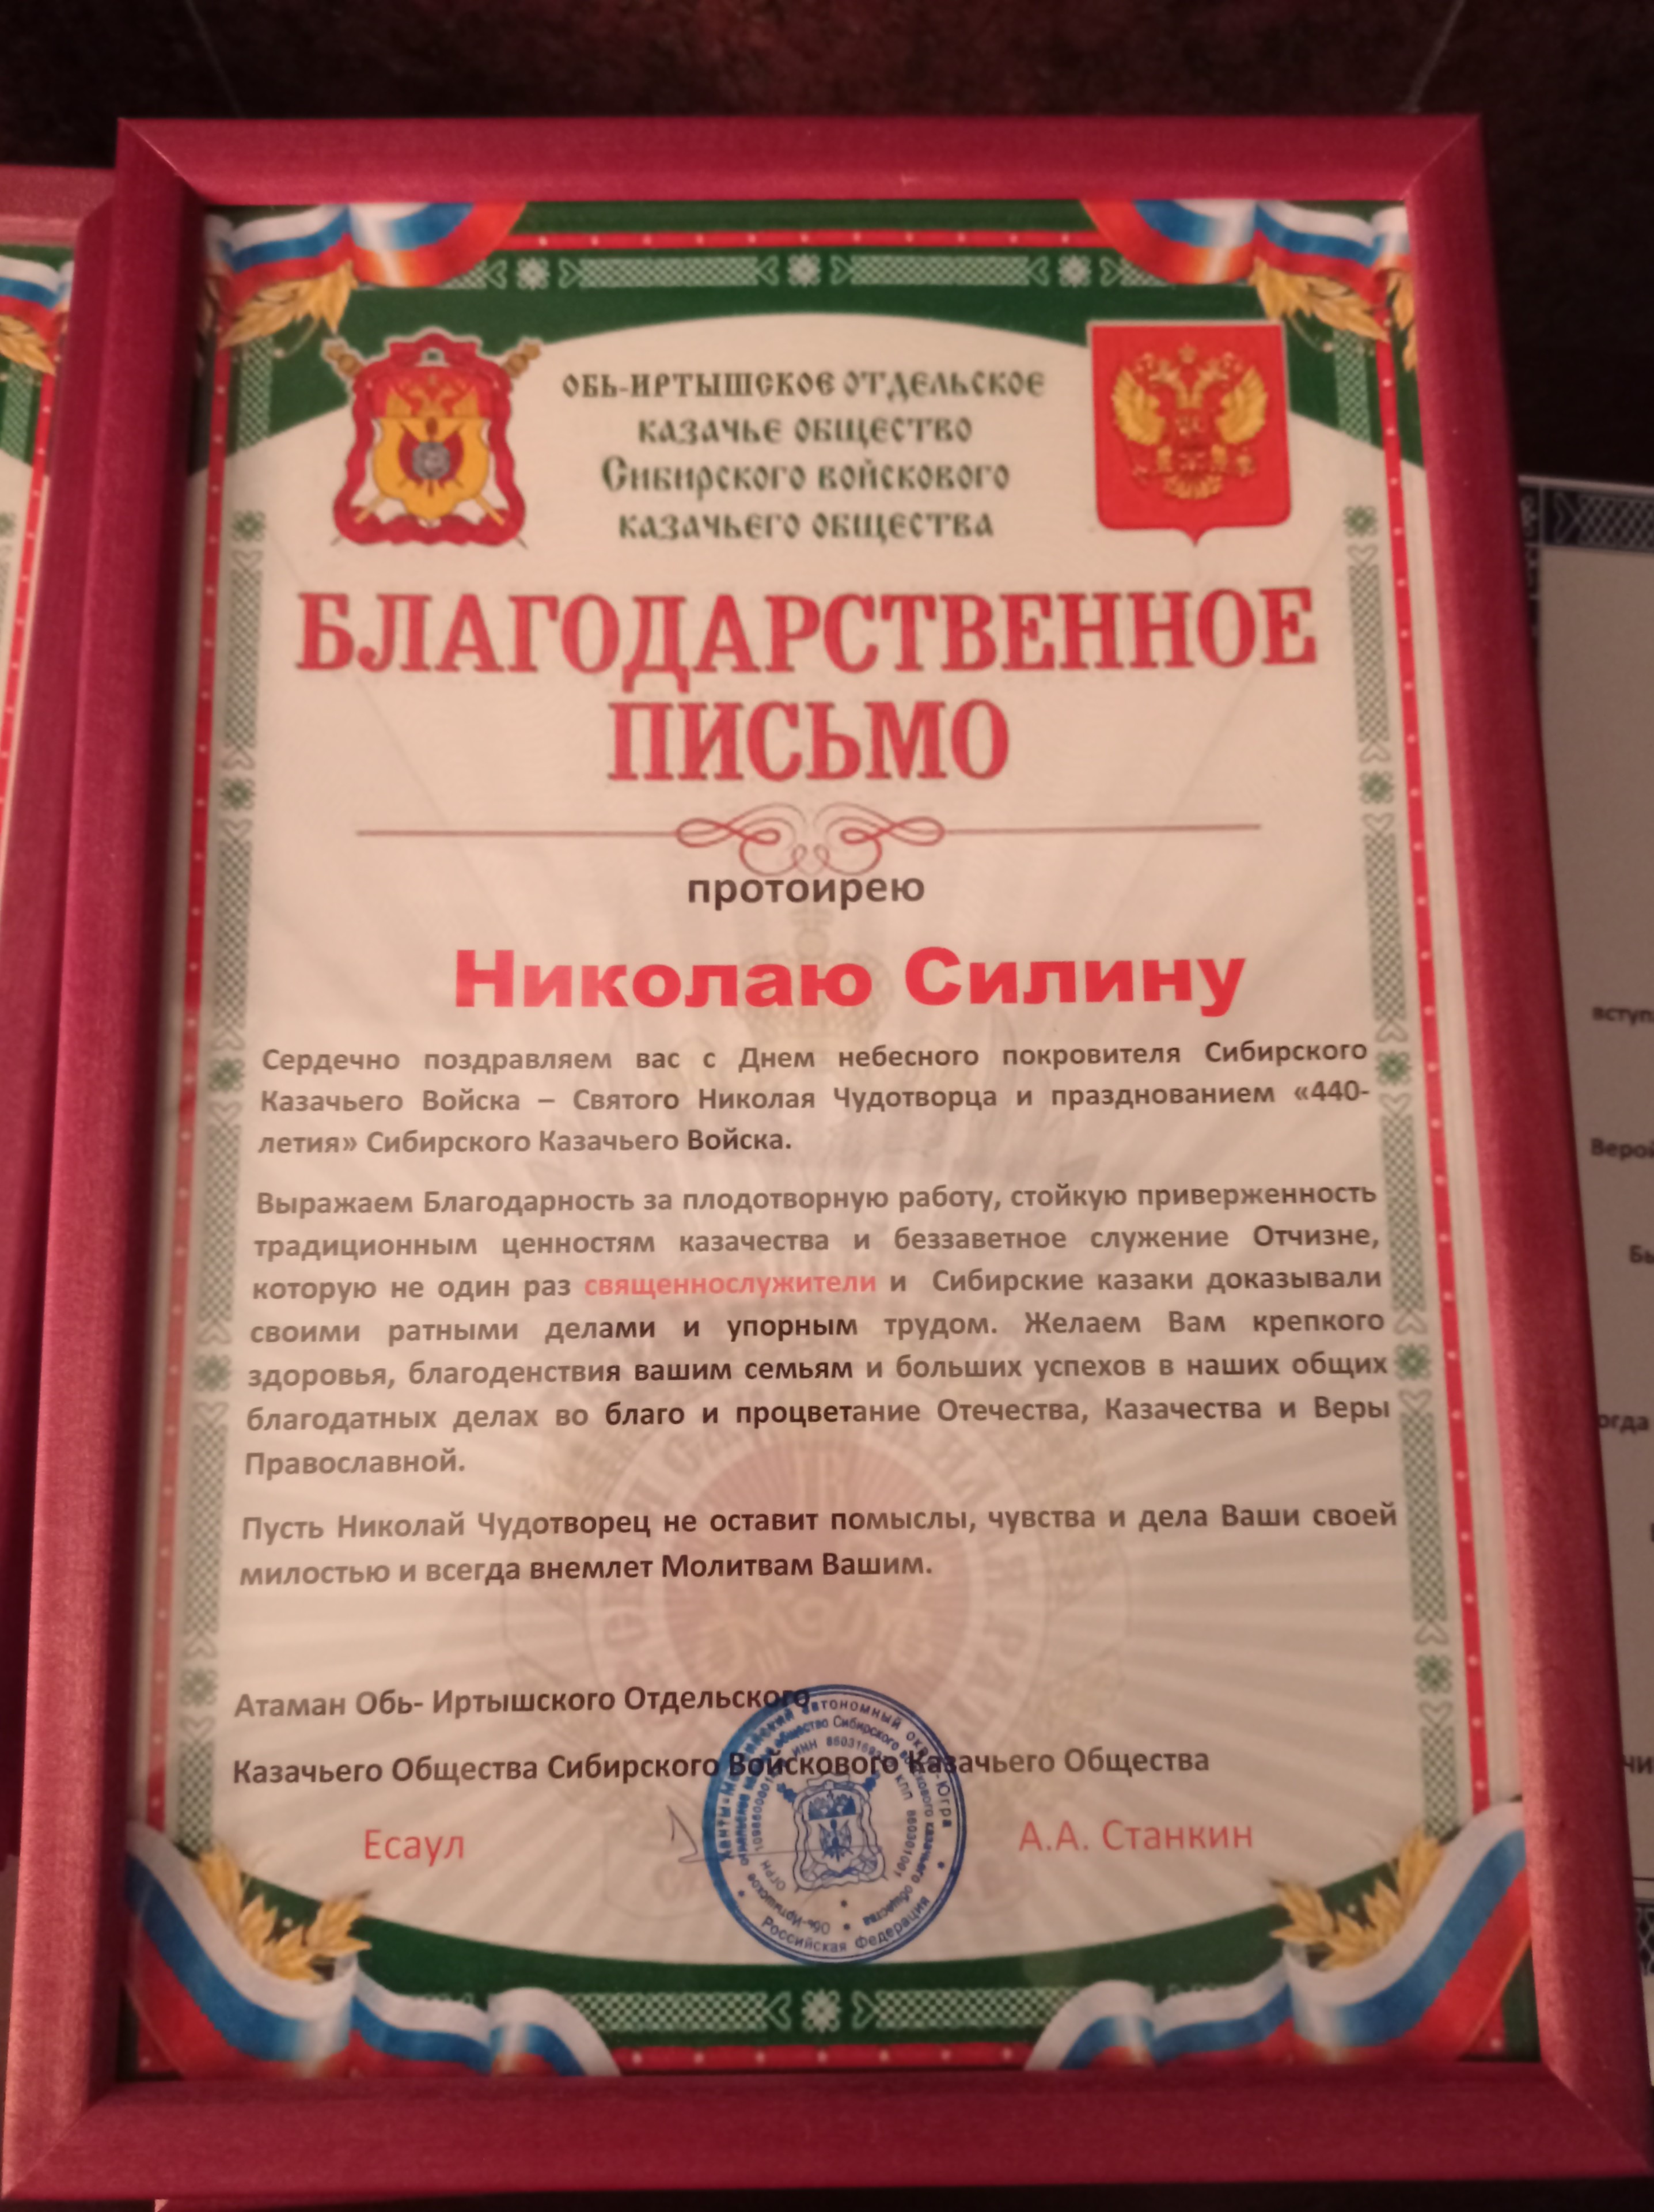 ОБЬ-ИРТЫШСКОЕ ОТДЕЛЬСКОЕ
КАЗАЧЬЕ ОБЩЕСТВО
Сибирского войскового
казачьего общества
БЛАГОДАРСТВЕННОЕ
ПИСЬМО
протоирею
Николаю Силину
Сердечно поздравляем вас с Днем небесного покровителя Сибирского
Казачьего Войска – Святого Николая Чудотворца и празднованием «440-
летия» Сибирского Казачьего Войска.
Выражаем Благодарность за плодотворную работу, стойкую приверженность
традиционным ценностям казачества и беззаветное служение Отчизне,
которую не один раз священнослужители и Сибирские казаки доказывали
своими ратными делами и упорным трудом. Желаем Вам крепкого
здоровья, благоденствия вашим семьям и больших успехов в наших общих
благодатных делах во благо и процветание Отечества, Казачества и Веры
Православной.
Пусть Николай Чудотворец не оставит помыслы, чувства и дела Ваши своей
милостью и всегда внемлет Молитвам Вашим.
Атаман Обь- Иртышского Отдельского
Казачьего Общества Сибирского Войскового Казачьего Общества
Есаул
А.А. Станкин
Ханты-Мансийский автономный округ-Югра
Российская Федерация